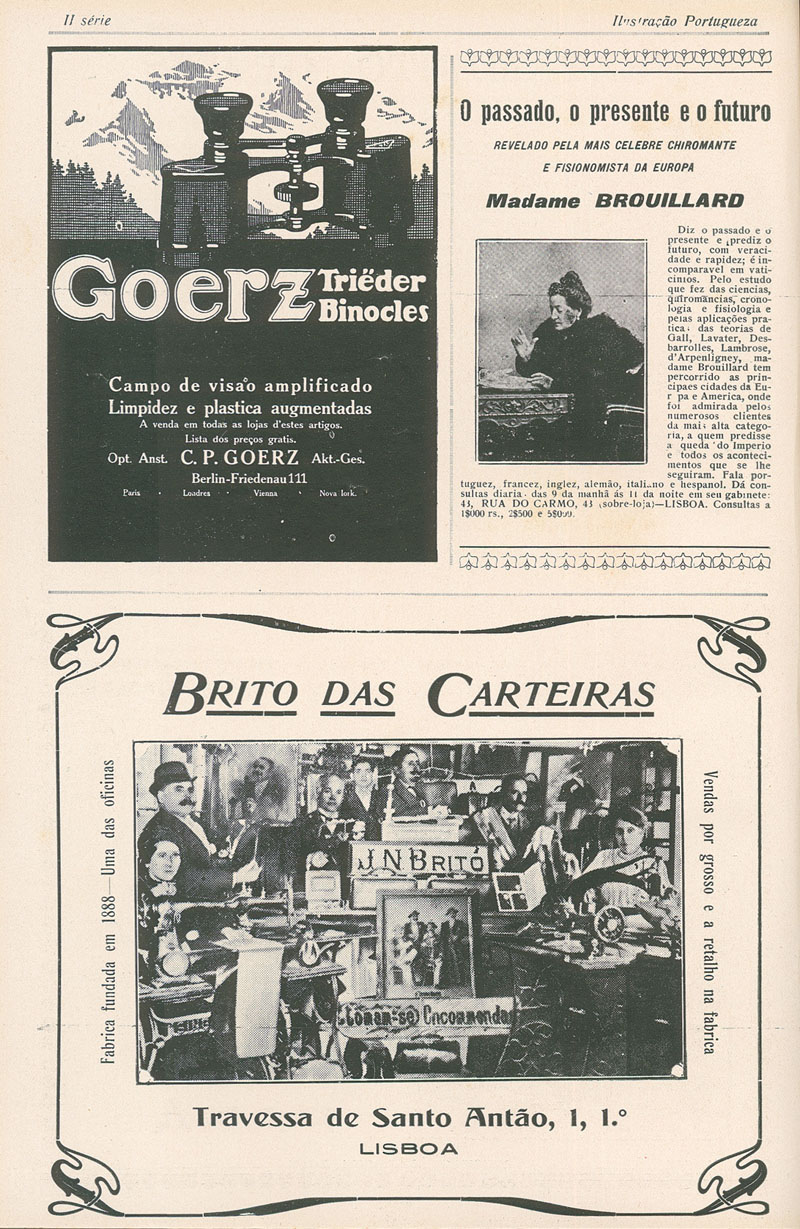 II série
Ilustração Portugueza
Goerz Triëder
Binocles
Campo de visaõ amplificado
Limpidez e plastica augmentadas
A venda em todas as lojas d'estes artigos.
Lista dos preços gratis.
Opt. Anst. C. P. GOERZ Akt.-Ges.
Berlin-Friedenau 111
Paris · Londres · Vienna · Nova Iork.
O passado, o presente e o futuro
REVELADO PELA MAIS CELEBRE CHIROMANTE
E FISIONOMISTA DA EUROPA
Madame BROUILLARD
Diz o passado e o
presente e prediz o
futuro, com veraci-
dade e rapidez; é in-
comparavel em vati-
cinios. Pelo estudo
que fez das ciencias,
quiromancias, crono-
logia e fisiologia e
pelas aplicações pra-
ticas das teorias de
Gall, Lavater, Des-
barrolles, Lambrose,
d'Arpenligney, ma-
dame Brouillard tem
percorrido as prin-
cipaes cidades da Eu-
r pa e America, onde
foi admirada pelos
numerosos clientes
da mais alta catego-
ria, a quem predisse
a queda do Imperio
e todos os aconteci-
mentos que se lhe
seguiram. Fala por-
tuguez, francez, inglez, alemão, italiano e hespanol. Dá con-
sultas diarias das 9 da manhã ás 11 da noite em seu gabinete:
43, RUA DO CARMO, 43 (sobre-loja)—LISBOA. Consultas a
1$000 rs., 2$500 e 5$000.
BRITO DAS CARTEIRAS
Fabrica fundada em 1888—Uma das oficinas
J.N.BRITO
(Tomam-se) Encommendas
Vendas por grosso e a retalho na fabrica
Travessa de Santo Antão, 1, 1.º
LISBOA